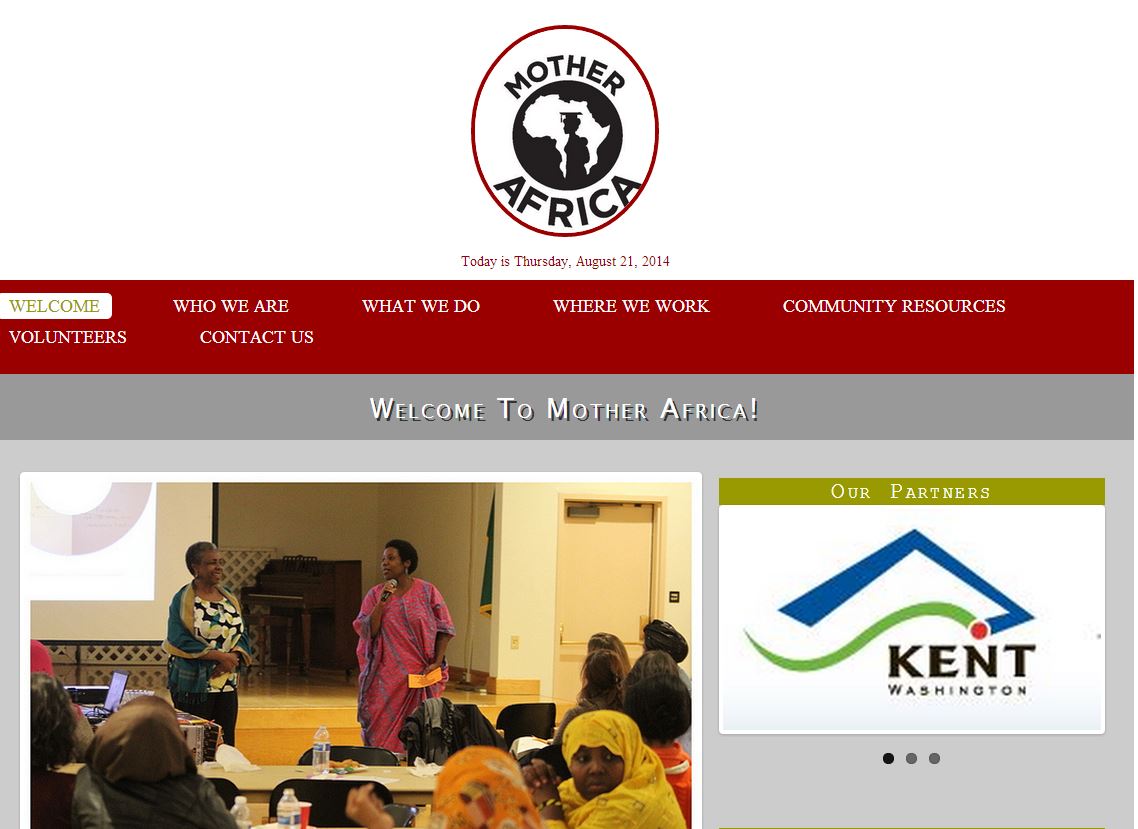 MOTHER
AFRICA
Today is Thursday, August 21, 2014
WELCOME WHO WE ARE WHAT WE DO WHERE WE WORK COMMUNITY RESOURCES
VOLUNTEERS CONTACT US
Welcome To Mother Africa!
Our Partners
KENT
WASHINGTON